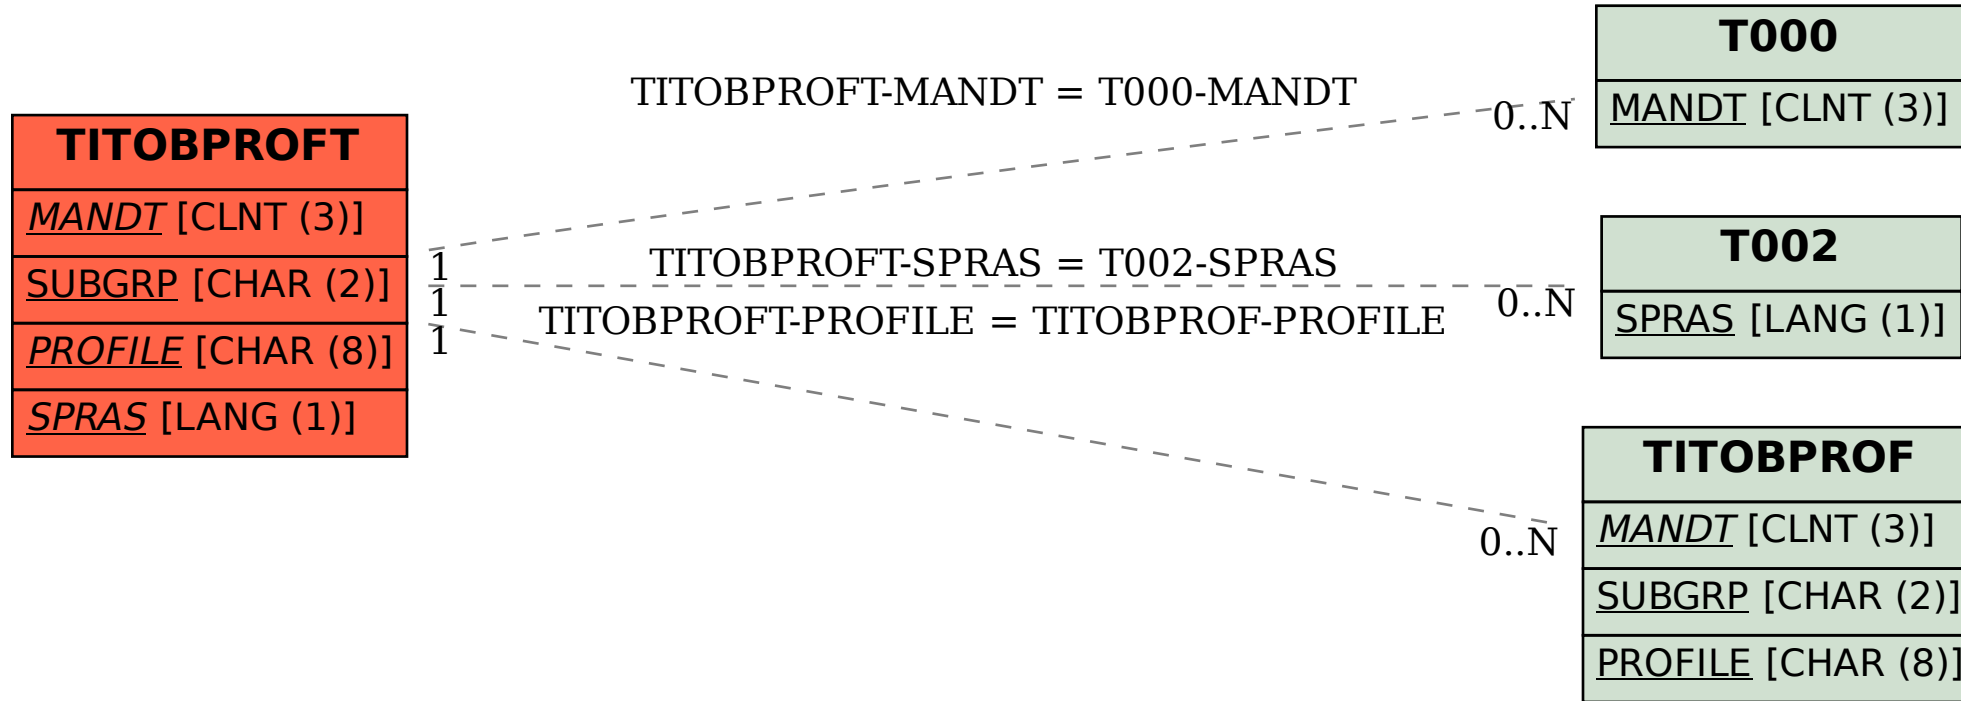 TITOBPROFT
MANDT [CLNT (3)]
SUBGRP [CHAR (2)]
PROFILE [CHAR (8)]
SPRAS [LANG (1)]
TITOBPROFT-MANDT = T000-MANDT
1
0..N
TITOBPROFT-SPRAS = T002-SPRAS
1
0..N
TITOBPROFT-PROFILE = TITOBPROF-PROFILE
1
0..N
T000
MANDT [CLNT (3)]
T002
SPRAS [LANG (1)]
TITOBPROF
MANDT [CLNT (3)]
SUBGRP [CHAR (2)]
PROFILE [CHAR (8)]